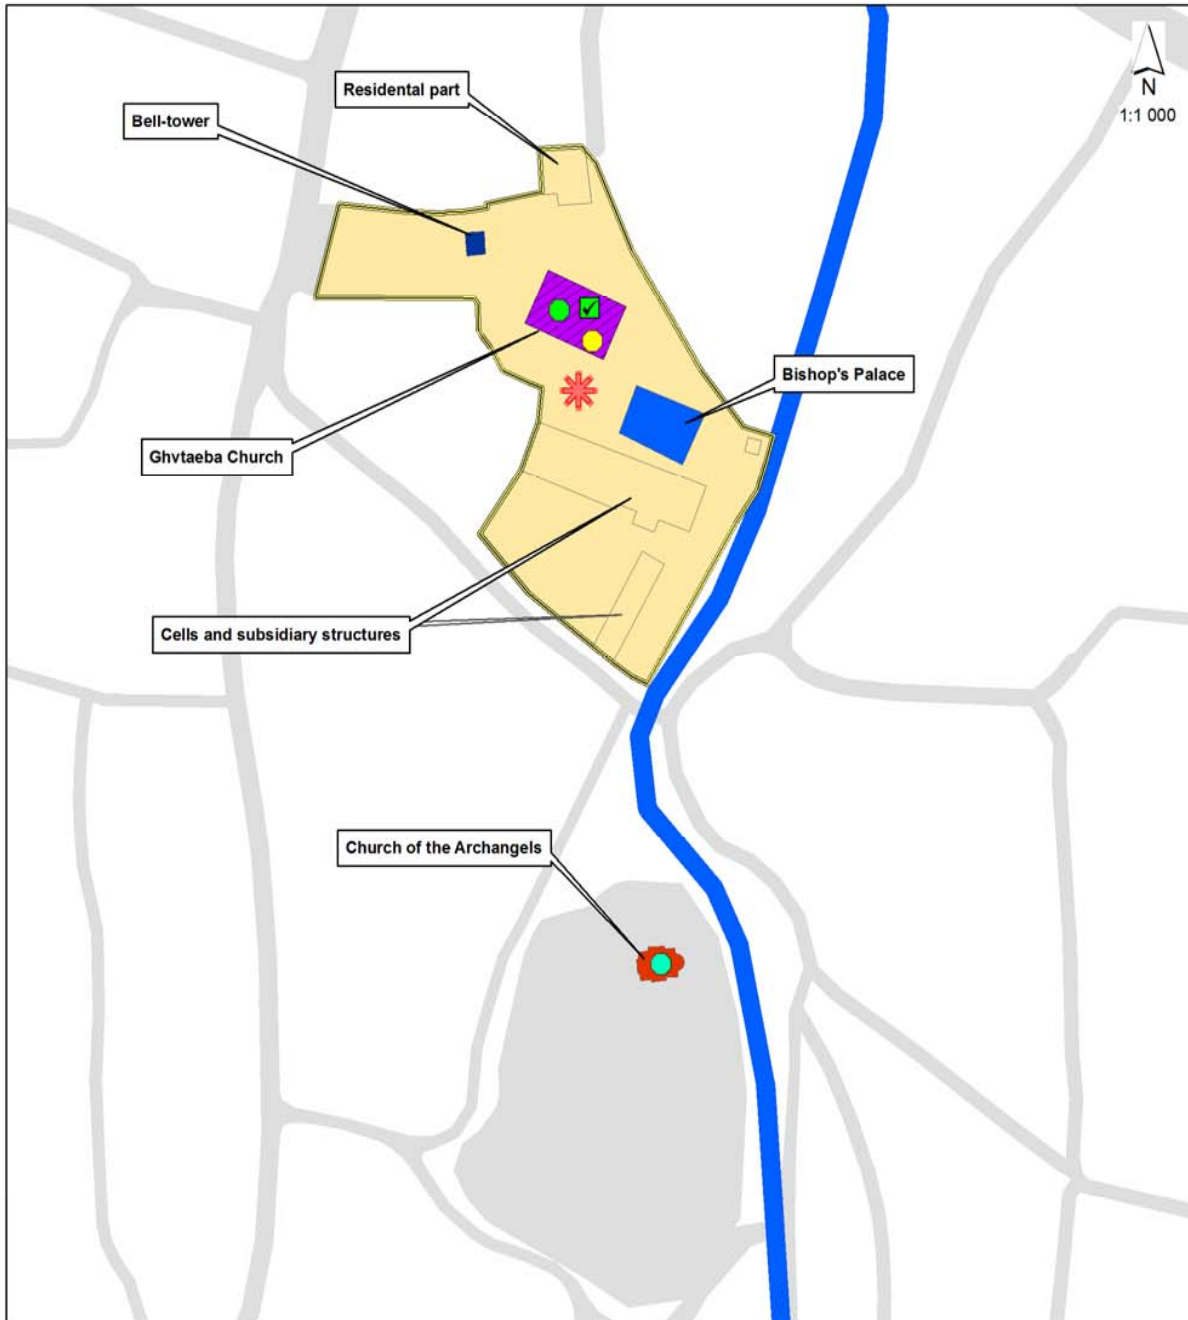 N
1:1 000
Residental part
Bell-tower
Bishop's Palace
Ghvtaeba Church
Cells and subsidiary structures
Church of the Archangels